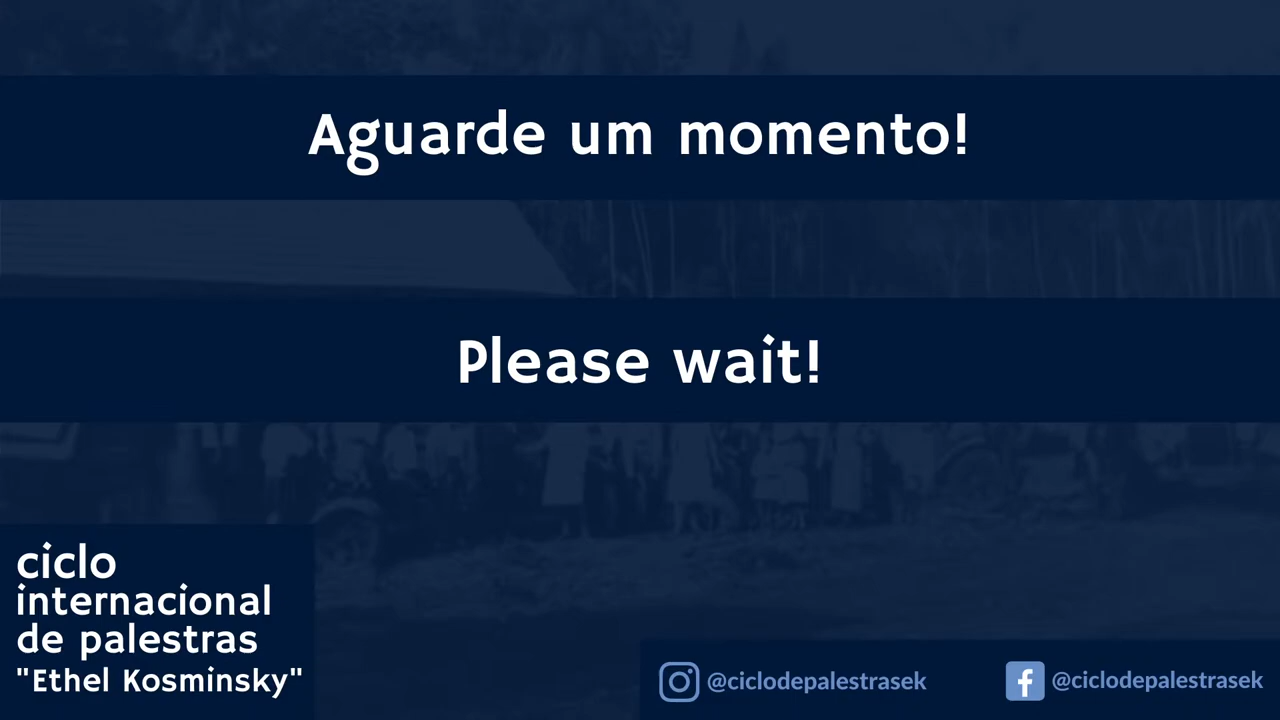 Aguarde um momento!
Please wait!
ciclo
internacional
de palestras
"Ethel Kosminsky"
@ciclodepalestrasek
@ciclodepalestrasek